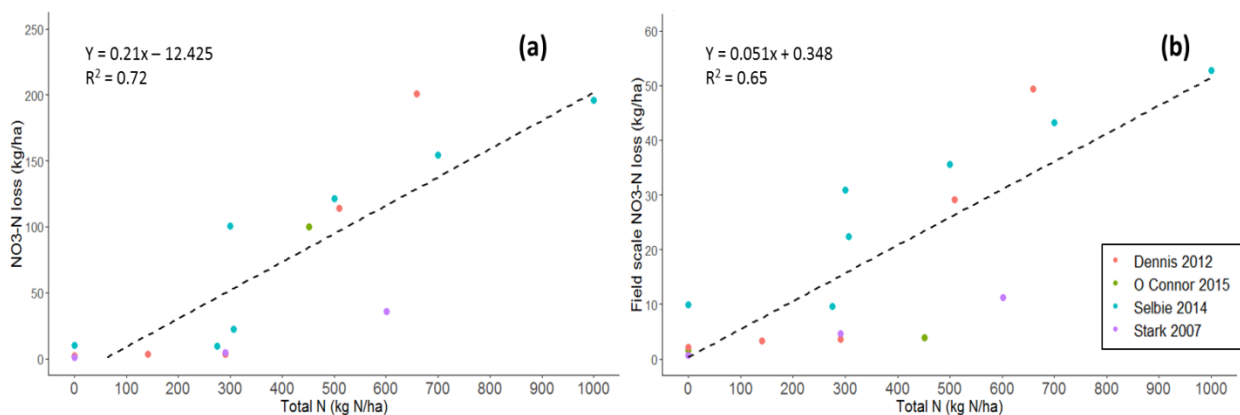 (a)
Y = 0.21x – 12.425
R² = 0.72
NO3-N loss (kg/ha)
250
200
150
100
50
0
0 100 200 300 400 500 600 700 800 900 1000
Total N (kg N/ha)
(b)
Y = 0.051x + 0.348
R² = 0.65
Field scale NO3-N loss (kg/ha)
60
50
40
30
20
10
0
0 100 200 300 400 500 600 700 800 900 1000
Total N (kg N/ha)
Dennis 2012
O Connor 2015
Selbie 2014
Stark 2007